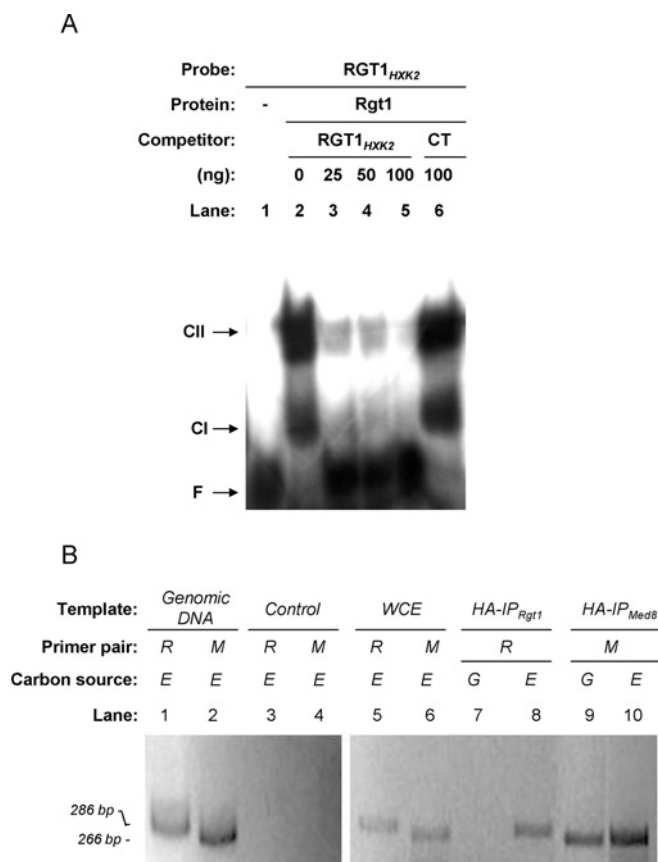 A
Probe: RGT1HXK2
Protein: - Rgt1
Competitor: RGT1HXK2 CT
(ng): 0 25 50 100 100
Lane: 1 2 3 4 5 6
CII
CI
F
B
Template: Genomic DNA Control WCE HA-IPRgt1 HA-IPMed8
Primer pair: R M R M R M R M
Carbon source: E E E E E E G E G E
Lane: 1 2 3 4 5 6 7 8 9 10
286 bp
266 bp -